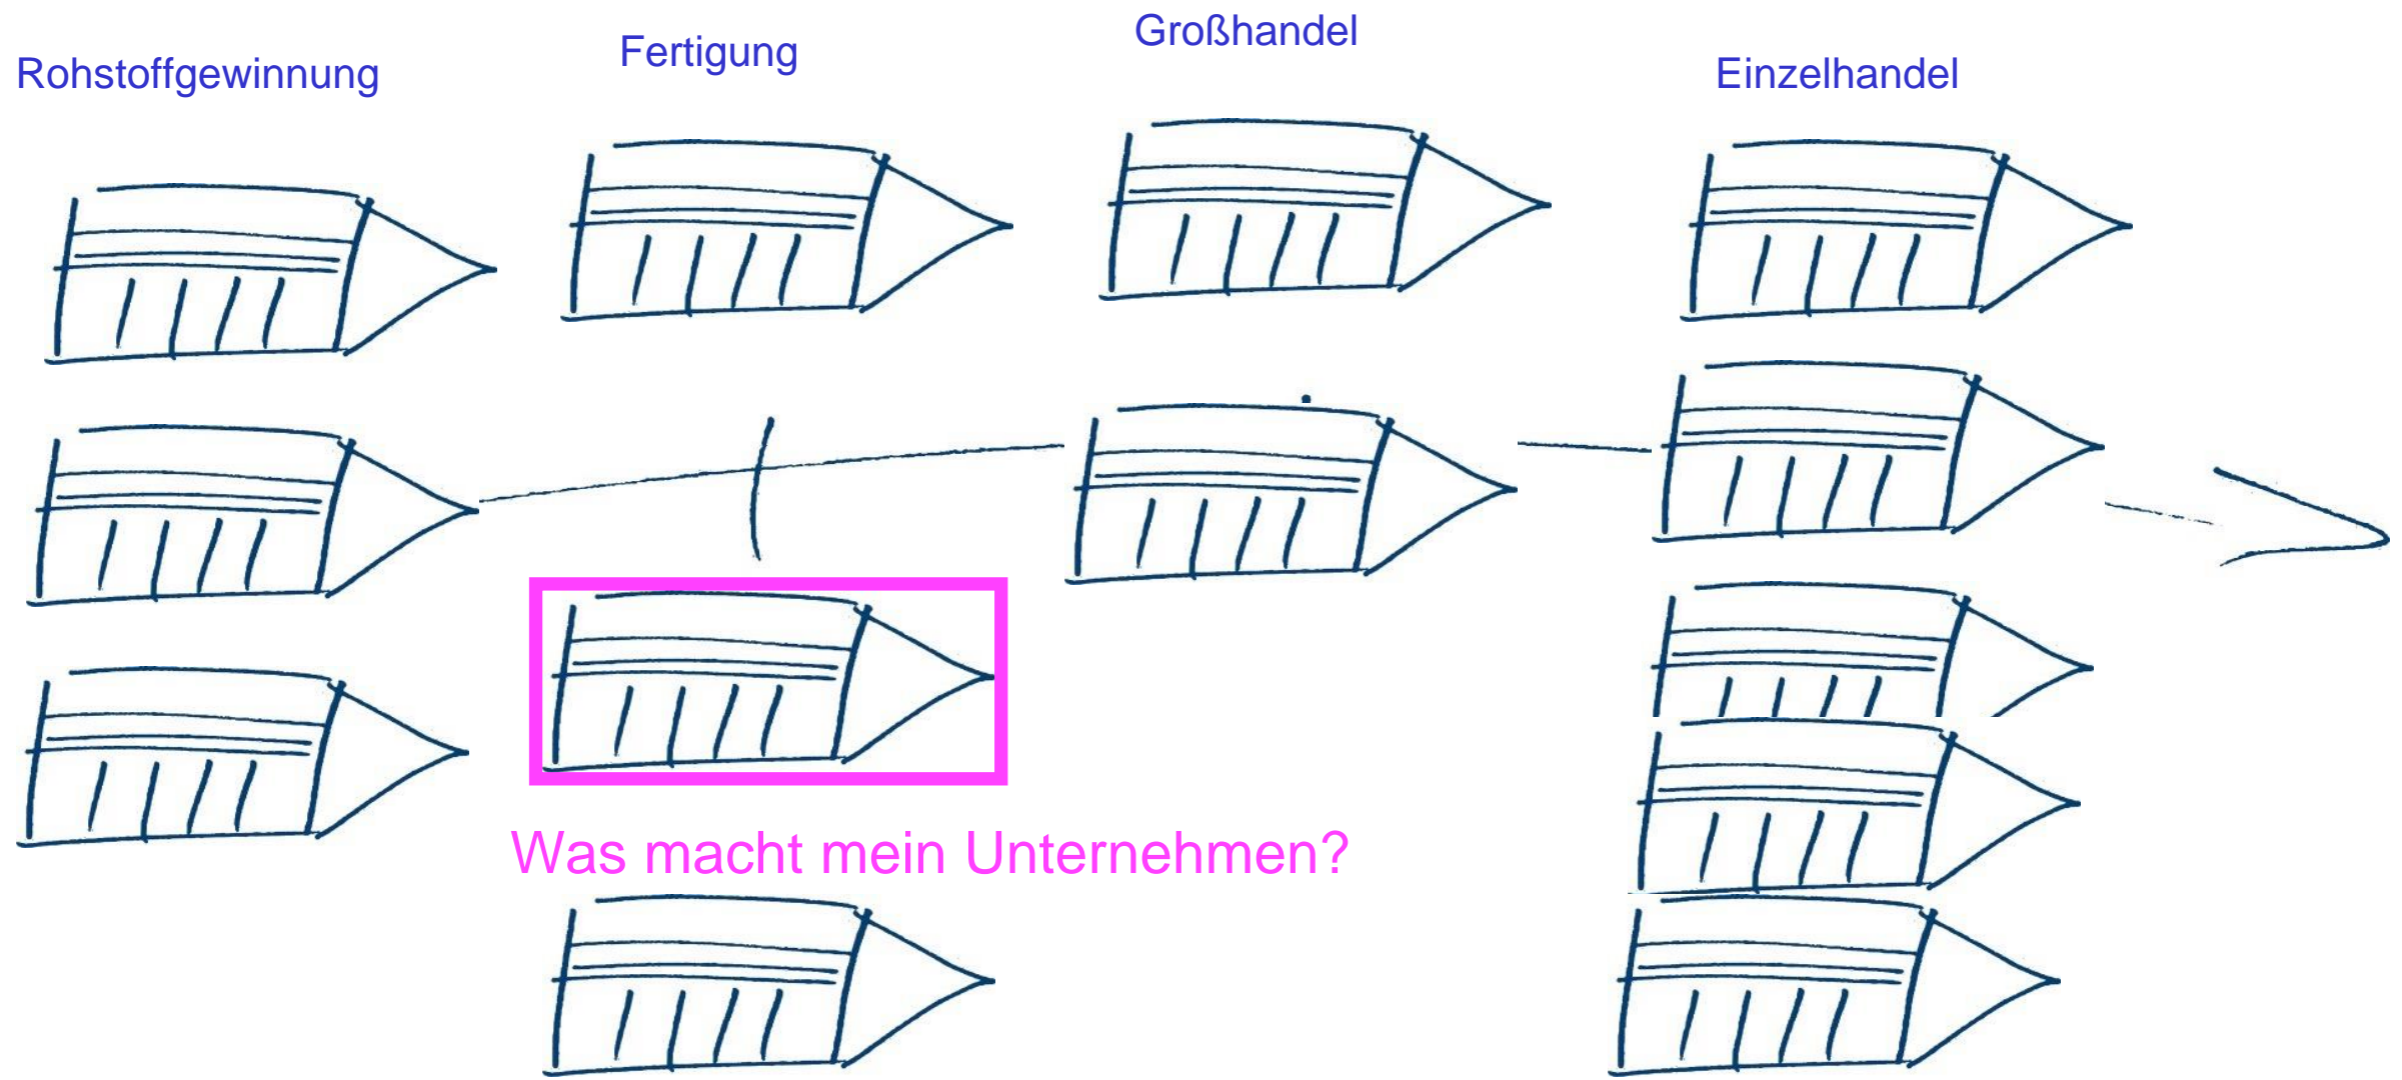 Rohstoffgewinnung
Fertigung
Großhandel
Einzelhandel
Was macht mein Unternehmen?